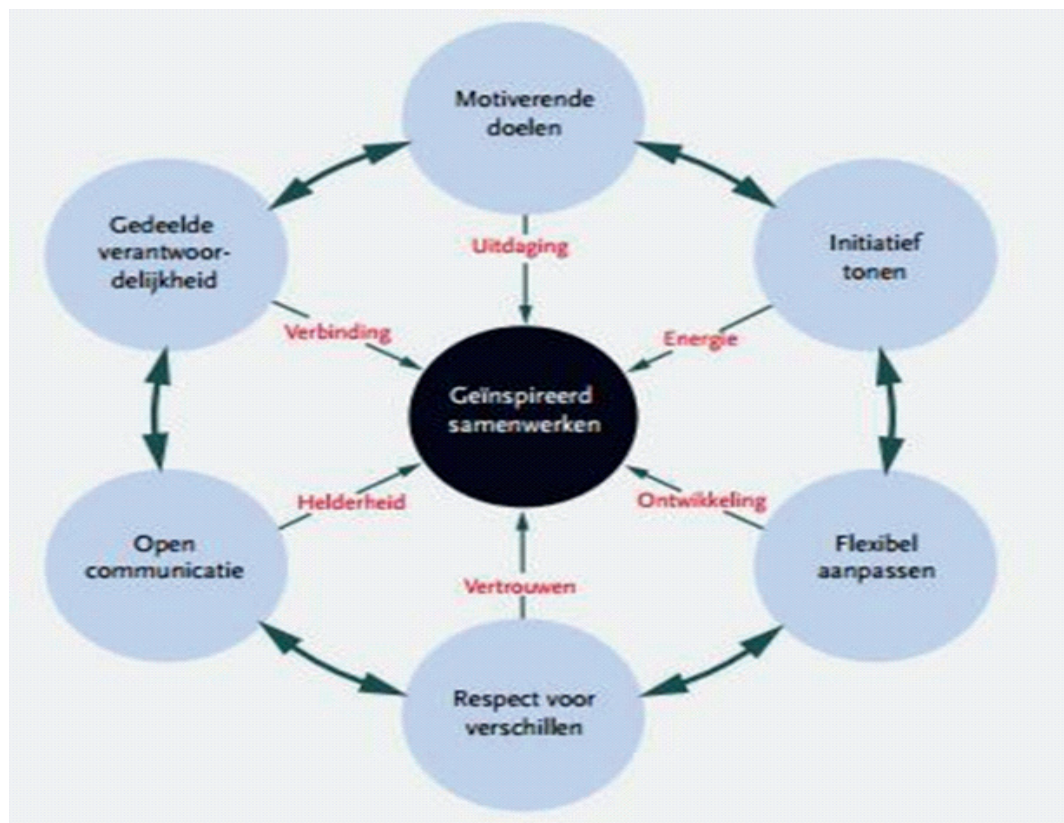 Motiverende
doelen
Gedeelde
verantwoor-
delijkheid
Initiatief
tonen
Uitdaging
Verbinding
Energie
Geïnspireerd
samenwerken
Helderheid
Ontwikkeling
Open
communicatie
Flexibel
aanpassen
Vertrouwen
Respect voor
verschillen